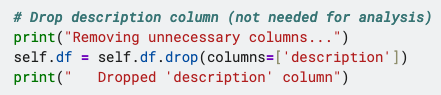 # Drop description column (not needed for analysis)
print("Removing unnecessary columns...")
self.df = self.df.drop(columns=['description'])
print("   Dropped 'description' column")